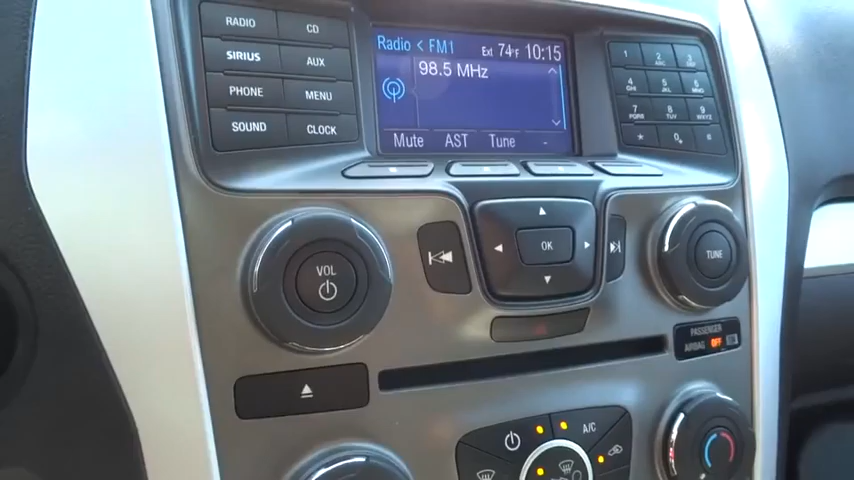 RADIO
CD
SIRIUS
AUX
PHONE
MENU
SOUND
CLOCK
Radio < FM1
Ext 74°F 10:15
98.5 MHz
Mute AST Tune
1 2 ABC 3 DEF
4 GHI 5 JKL 6 MNO
7 PQRS 8 TUV 9 WXYZ
* 0 #
VOL
OK
TUNE
PASSENGER
AIRBAG OFF
A/C